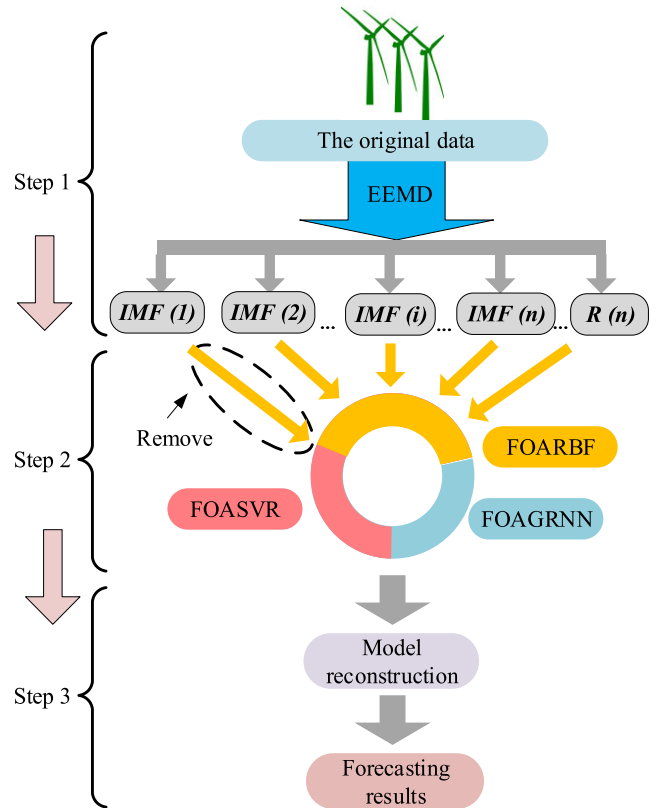 The original data
Step 1
EEMD
IMF (1)
IMF (2)
...
IMF (i)
...
IMF (n)
...
R (n)
Remove
Step 2
FOARBF
FOASVR
FOAGRNN
Model
reconstruction
Step 3
Forecasting
results